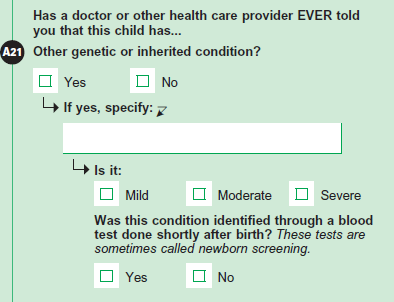 Has a doctor or other health care provider EVER told
you that this child has...
A21 Other genetic or inherited condition?
Yes No
If yes, specify:
Is it:
Mild Moderate Severe
Was this condition identified through a blood
test done shortly after birth? These tests are
sometimes called newborn screening.
Yes No